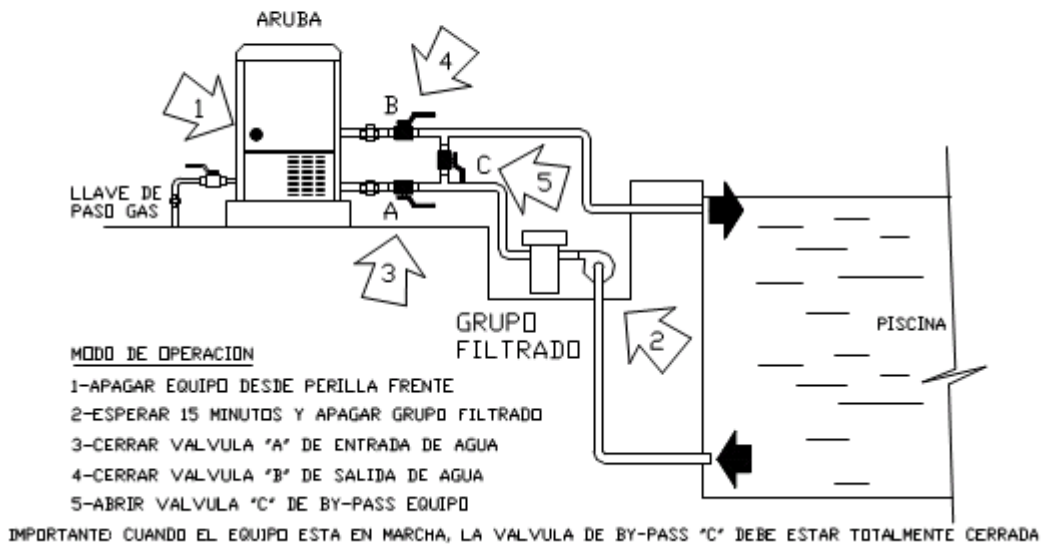 ARUBA
4
1
B
C
5
LLAVE DE
PASO GAS
A
3
GRUPO
FILTRADO
2
PISCINA
MODO DE OPERACION
1-APAGAR EQUIPO DESDE PERILLA FRENTE
2-ESPERAR 15 MINUTOS Y APAGAR GRUPO FILTRADO
3-CERRAR VALVULA "A" DE ENTRADA DE AGUA
4-CERRAR VALVULA "B" DE SALIDA DE AGUA
5-ABRIR VALVULA "C" DE BY-PASS EQUIPO
IMPORTANTE: CUANDO EL EQUIPO ESTA EN MARCHA, LA VALVULA DE BY-PASS "C" DEBE ESTAR TOTALMENTE CERRADA